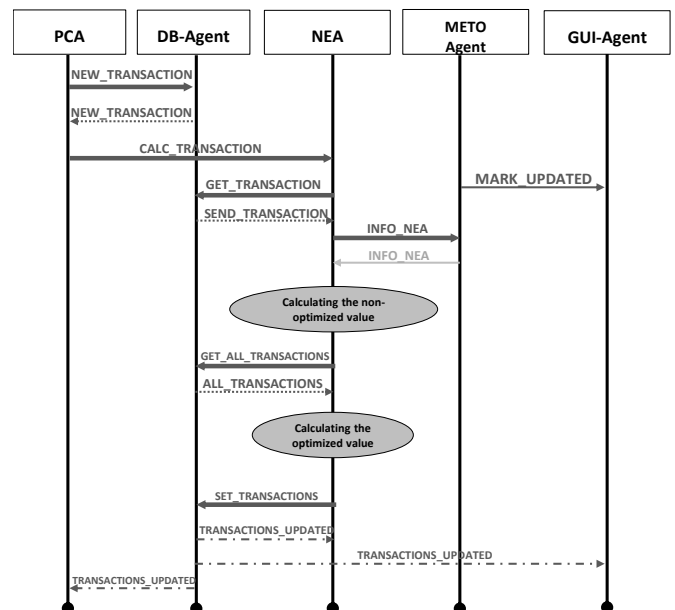 PCA
DB-Agent
NEA
METO
Agent
GUI-Agent
NEW_TRANSACTION
NEW_TRANSACTION
CALC_TRANSACTION
MARK_UPDATED
GET_TRANSACTION
SEND_TRANSACTION
INFO_NEA
INFO_NEA
Calculating the non-
optimized value
GET_ALL_TRANSACTIONS
ALL_TRANSACTIONS
Calculating the
optimized value
SET_TRANSACTIONS
TRANSACTIONS_UPDATED
TRANSACTIONS_UPDATED
TRANSACTIONS_UPDATED